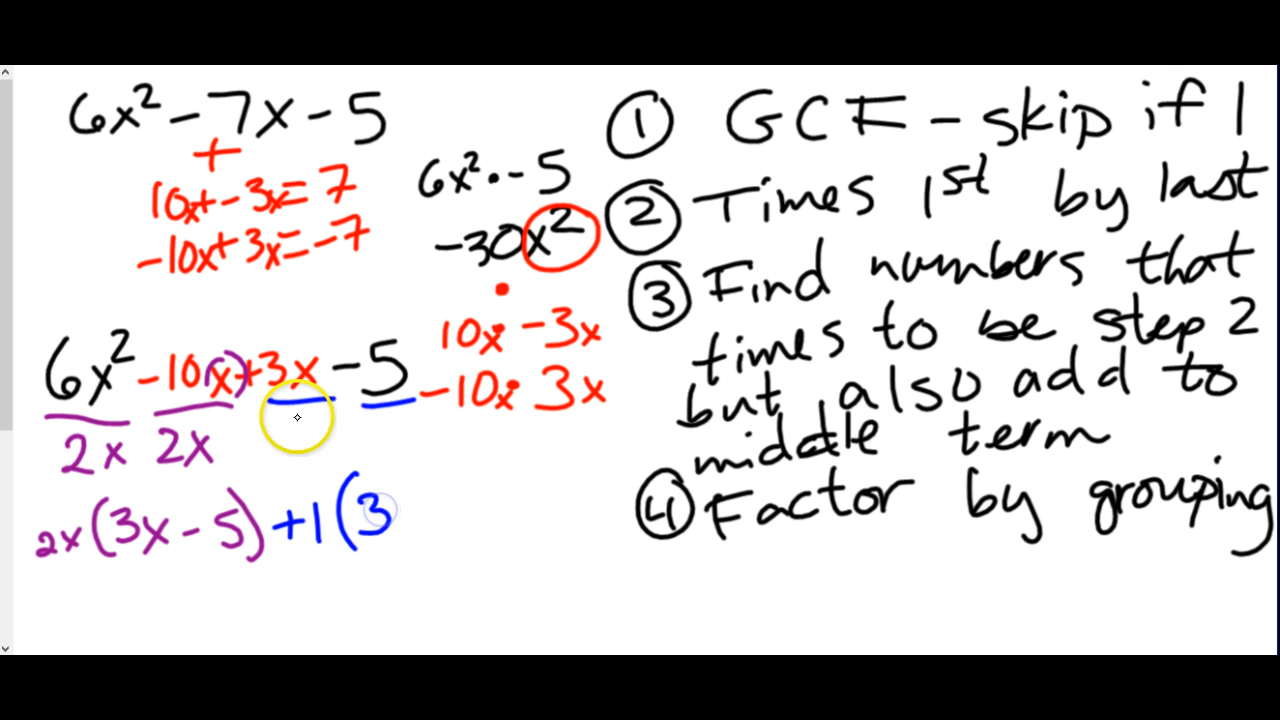 6x² - 7x - 5
+
10x + - 3x = 7
- 10x + 3x = - 7
6x² • - 5
- 30x²
•
10x • - 3x
- 10x • 3x
6x² - 10x + 3x - 5
2x 2x
2x (3x - 5) + 1 (3
① GCF - skip if 1
② Times 1st by last
③ Find numbers that
times to be step 2
but also add to
middle term
④ Factor by grouping